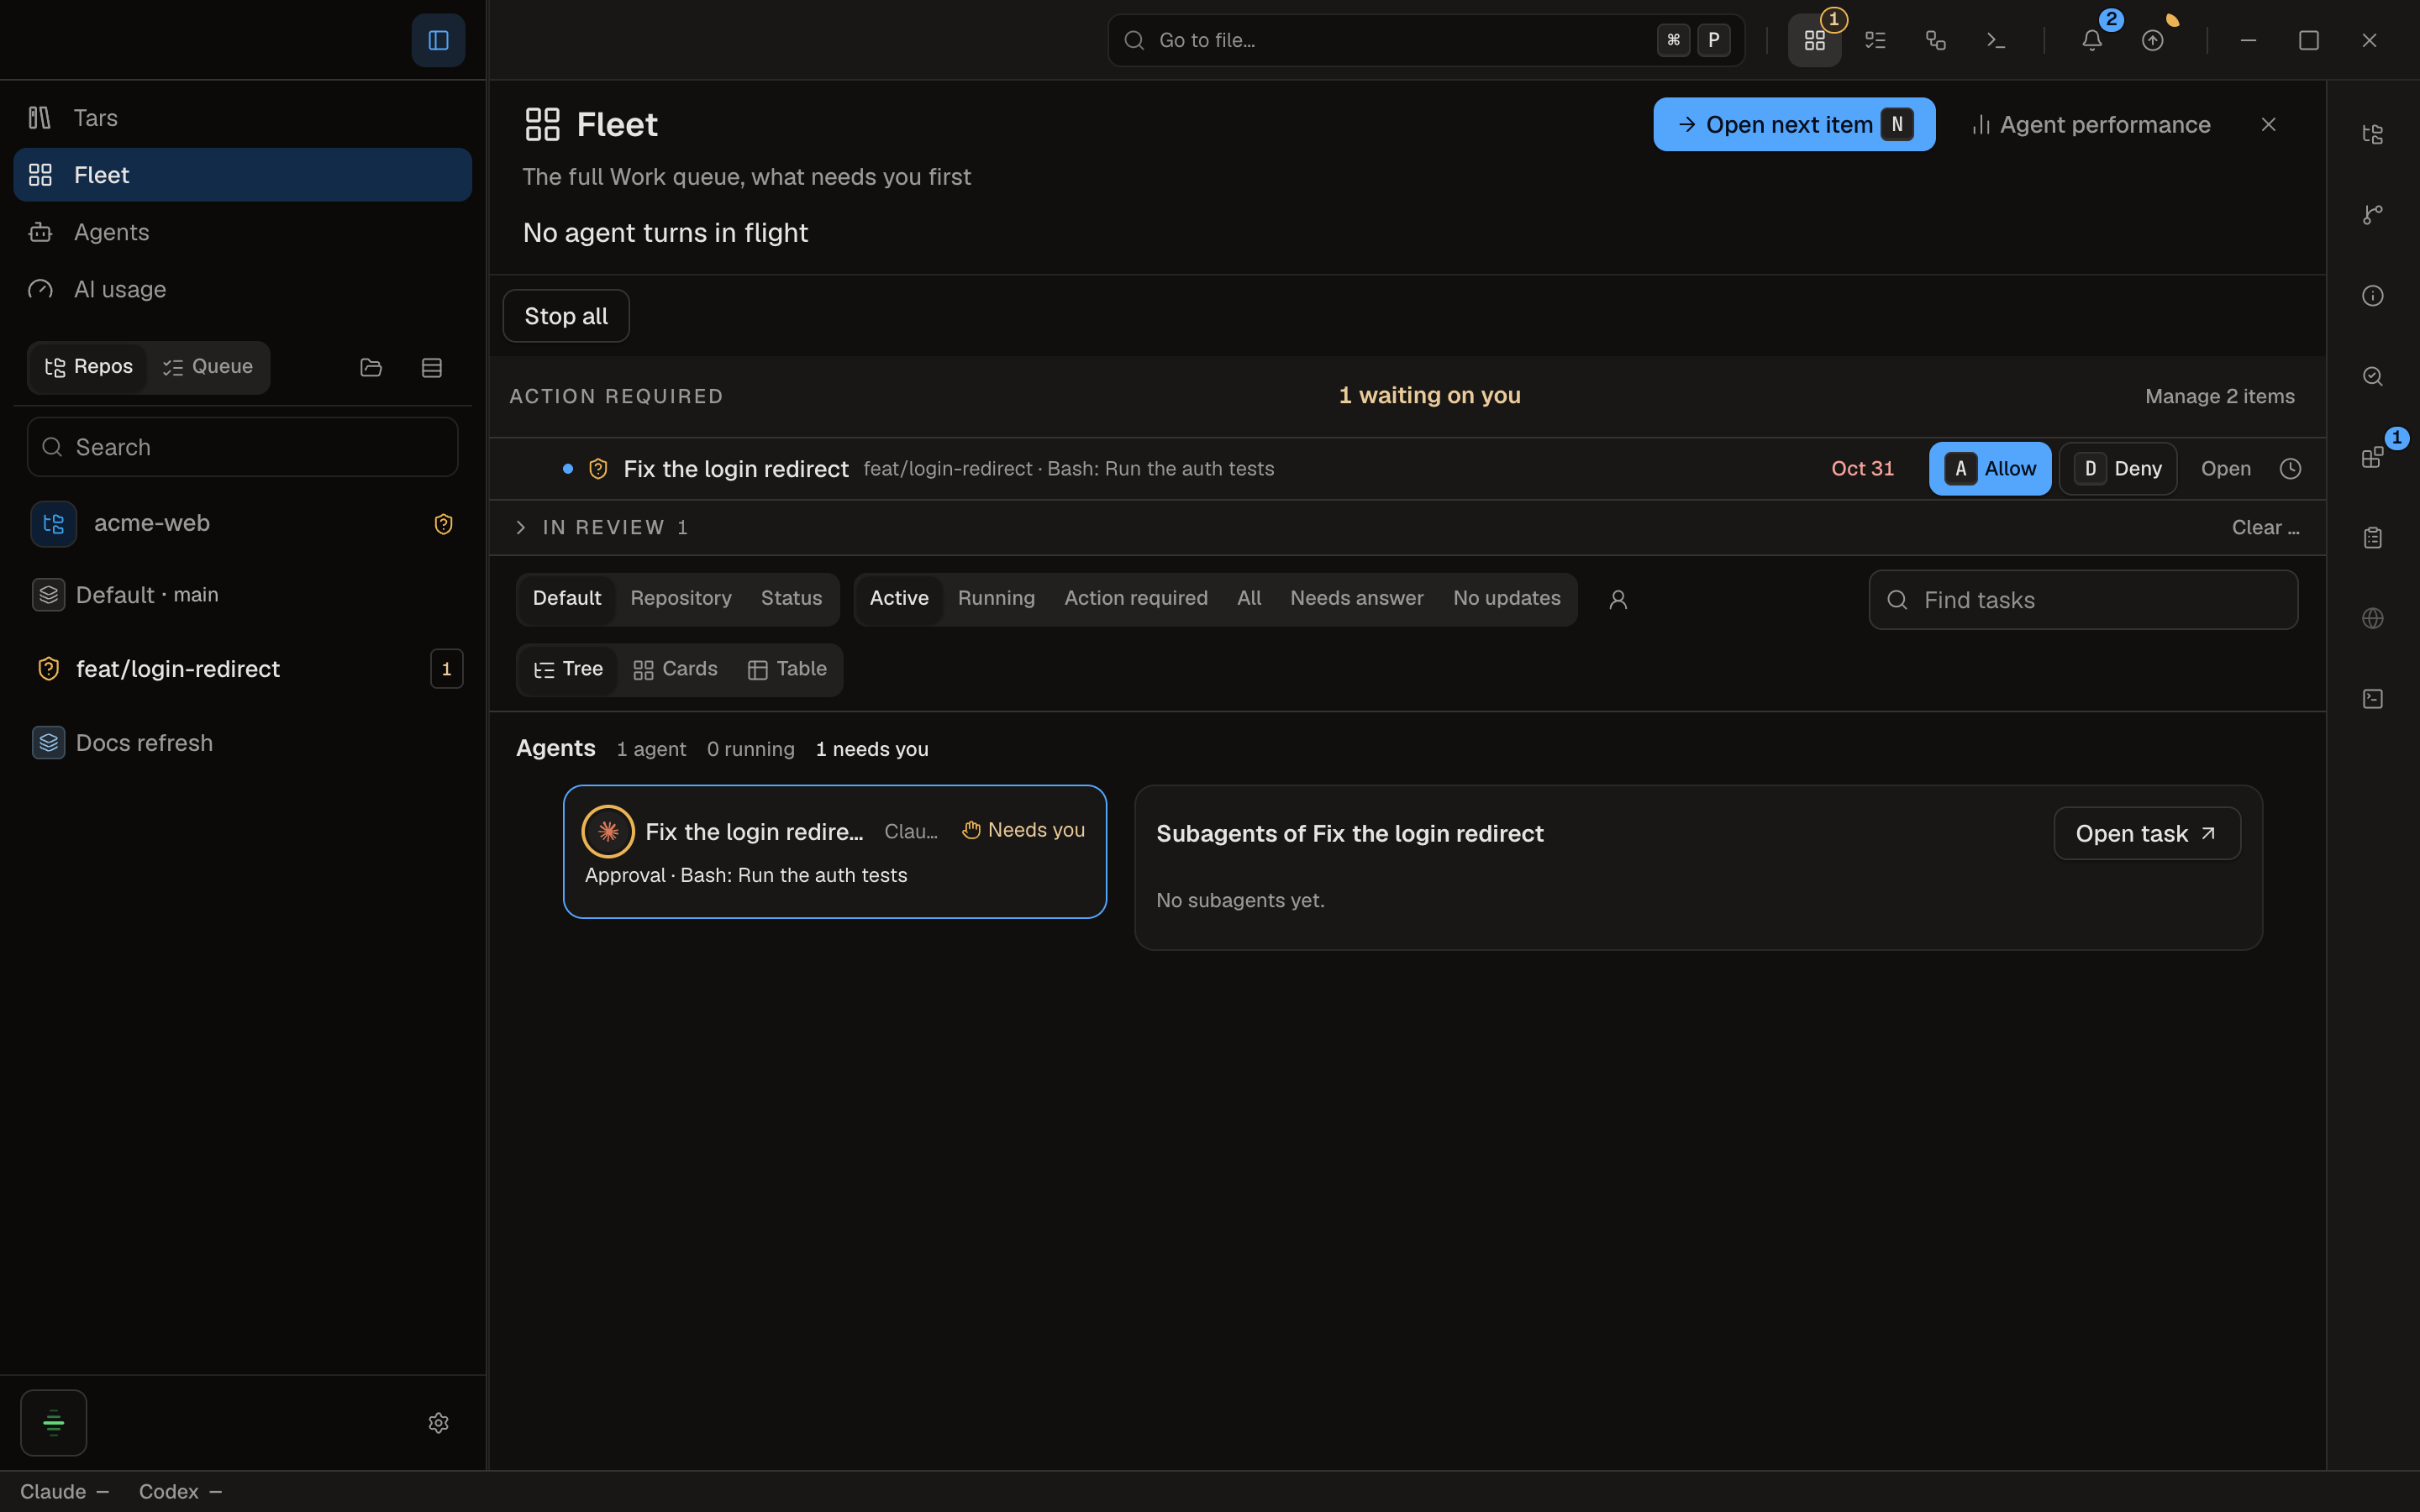 Go to file...
⌘ P
1
2
Tars
Fleet
Agents
AI usage
Repos
Queue
Search
acme-web
Default · main
feat/login-redirect
1
Docs refresh
Fleet
Open next item N
Agent performance
The full Work queue, what needs you first
No agent turns in flight
Stop all
ACTION REQUIRED
1 waiting on you
Manage 2 items
Fix the login redirect feat/login-redirect · Bash: Run the auth tests
Oct 31
A Allow
D Deny
Open
1
IN REVIEW 1
Clear ...
Default Repository Status
Active Running Action required All Needs answer No updates
Find tasks
Tree Cards Table
Agents 1 agent 0 running 1 needs you
Fix the login redire... Clau... Needs you
Approval · Bash: Run the auth tests
Subagents of Fix the login redirect
Open task
No subagents yet.
Claude — Codex —